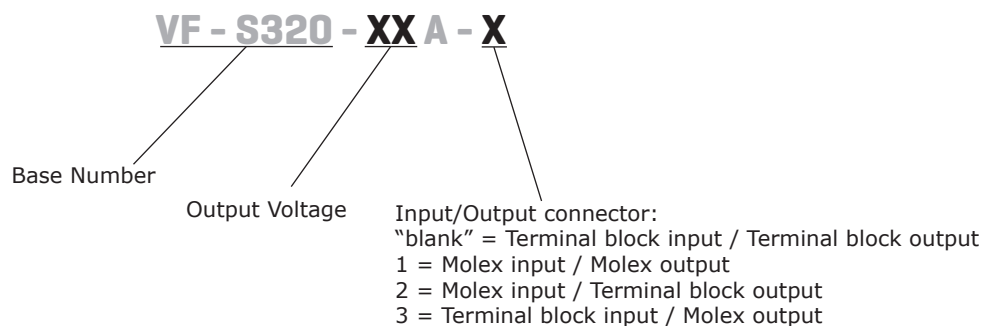 VF - S320 - XX A - X
Base Number
Output Voltage
Input/Output connector:
“blank” = Terminal block input / Terminal block output
1 = Molex input / Molex output
2 = Molex input / Terminal block output
3 = Terminal block input / Molex output